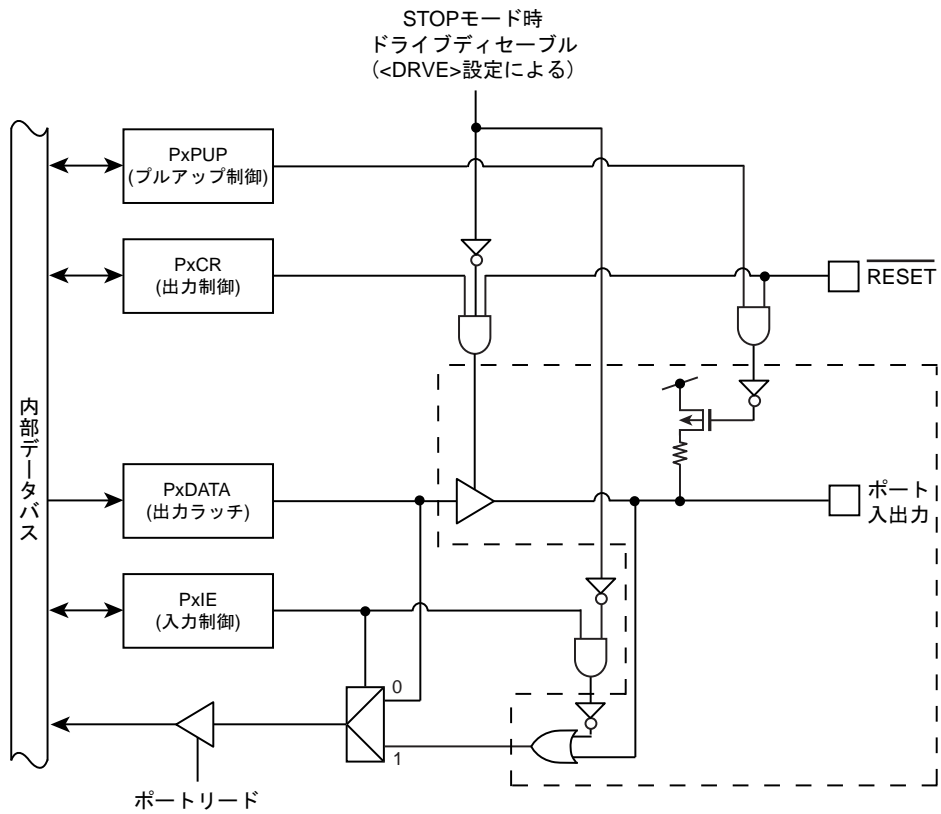 STOPモード時
ドライブディセーブル
(<DRVE>設定による)
PxPUP
(プルアップ制御)
PxCR
(出力制御)
RESET
内部データバス
PxDATA
(出力ラッチ)
ポート
入出力
PxIE
(入力制御)
0
1
ポートリード